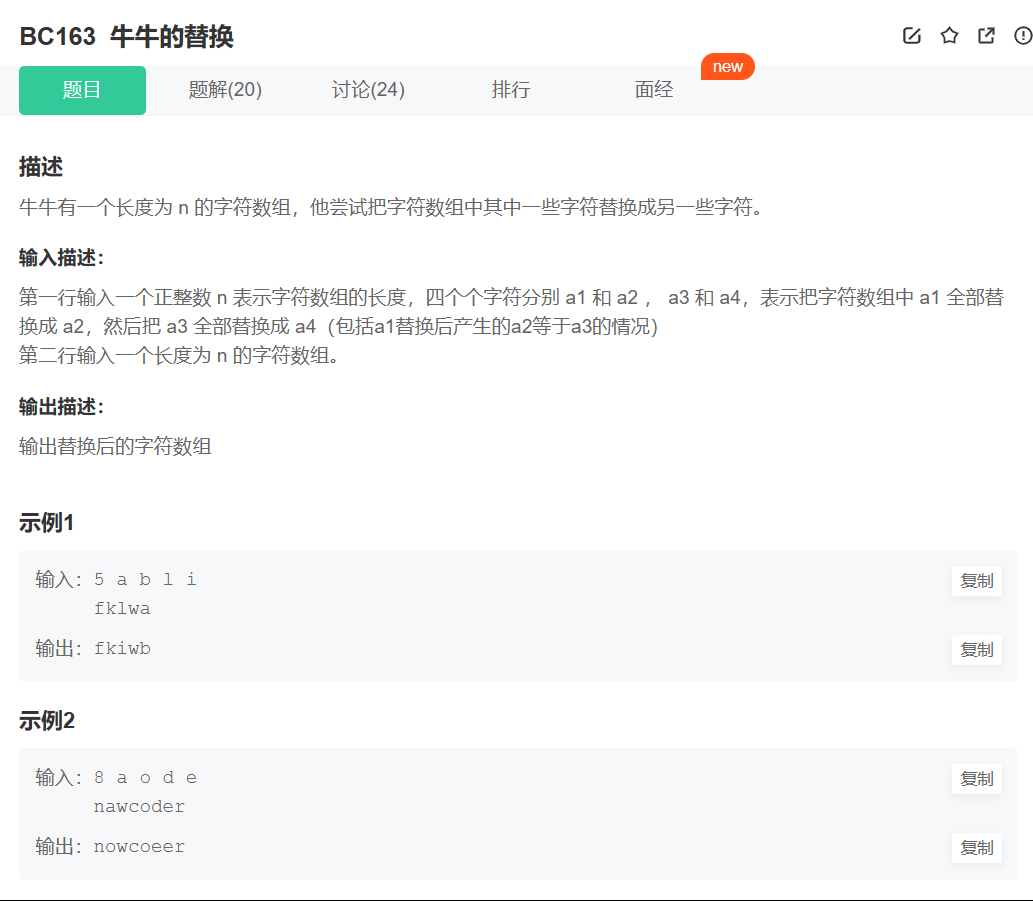 BC163 牛牛的替换
题目 题解(20) 讨论(24) 排行 面经 new
描述
牛牛有一个长度为 n 的字符数组，他尝试把字符数组中其中一些字符替换成另一些字符。
输入描述：
第一行输入一个正整数 n 表示字符数组的长度，四个个字符分别 a1 和 a2 ， a3 和 a4，表示把字符数组中 a1 全部替
换成 a2，然后把 a3 全部替换成 a4（包括a1替换后产生的a2等于a3的情况）
第二行输入一个长度为 n 的字符数组。
输出描述：
输出替换后的字符数组
示例1
输入：5 a b l i 复制
fklwa
输出：fkiwb 复制
示例2
输入：8 a o d e 复制
nawcoder
输出：nowcoeer 复制